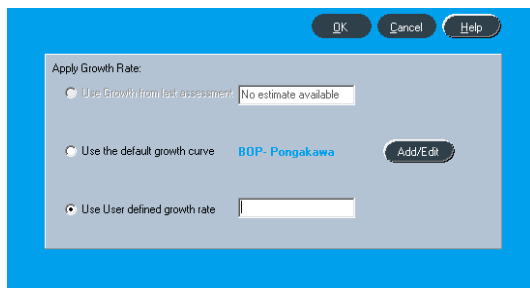 OK Cancel Help
Apply Growth Rate:
Use Growth from last assessment No estimate available
Use the default growth curve BOP- Pongakawa Add/Edit
Use User defined growth rate